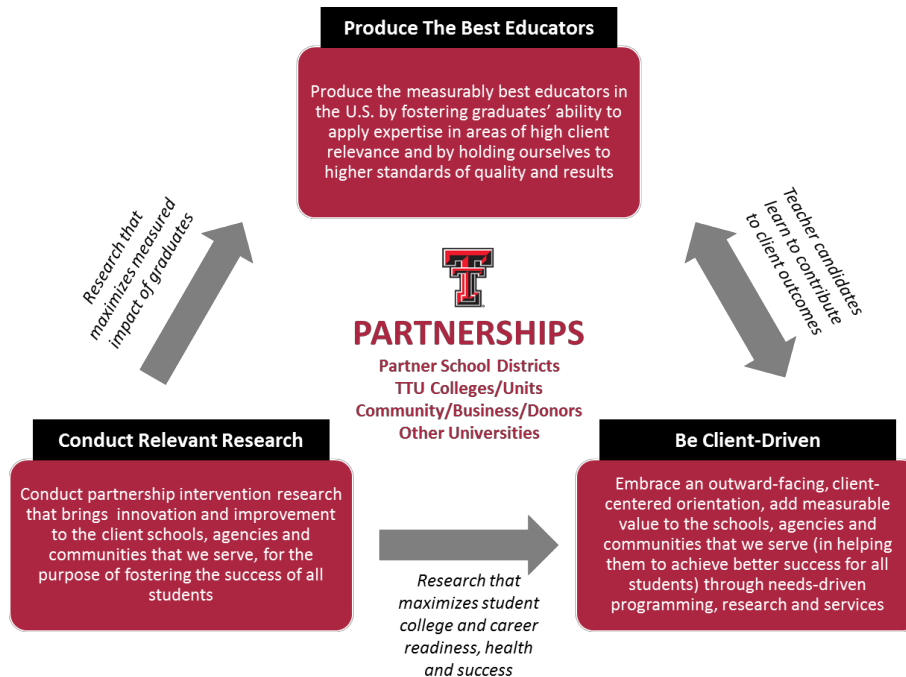 Produce The Best Educators
Produce the measurably best educators in
the U.S. by fostering graduates’ ability to
apply expertise in areas of high client
relevance and by holding ourselves to
higher standards of quality and results
Research that
maximizes measured
impact of graduates
Teacher candidates
learn to contribute
to client outcomes
PARTNERSHIPS
Partner School Districts
TTU Colleges/Units
Community/Business/Donors
Other Universities
Conduct Relevant Research
Conduct partnership intervention research
that brings innovation and improvement
to the client schools, agencies and
communities that we serve, for the
purpose of fostering the success of all
students
Research that
maximizes student
college and career
readiness, health
and success
Be Client-Driven
Embrace an outward-facing, client-
centered orientation, add measurable
value to the schools, agencies and
communities that we serve (in helping
them to achieve better success for all
students) through needs-driven
programming, research and services